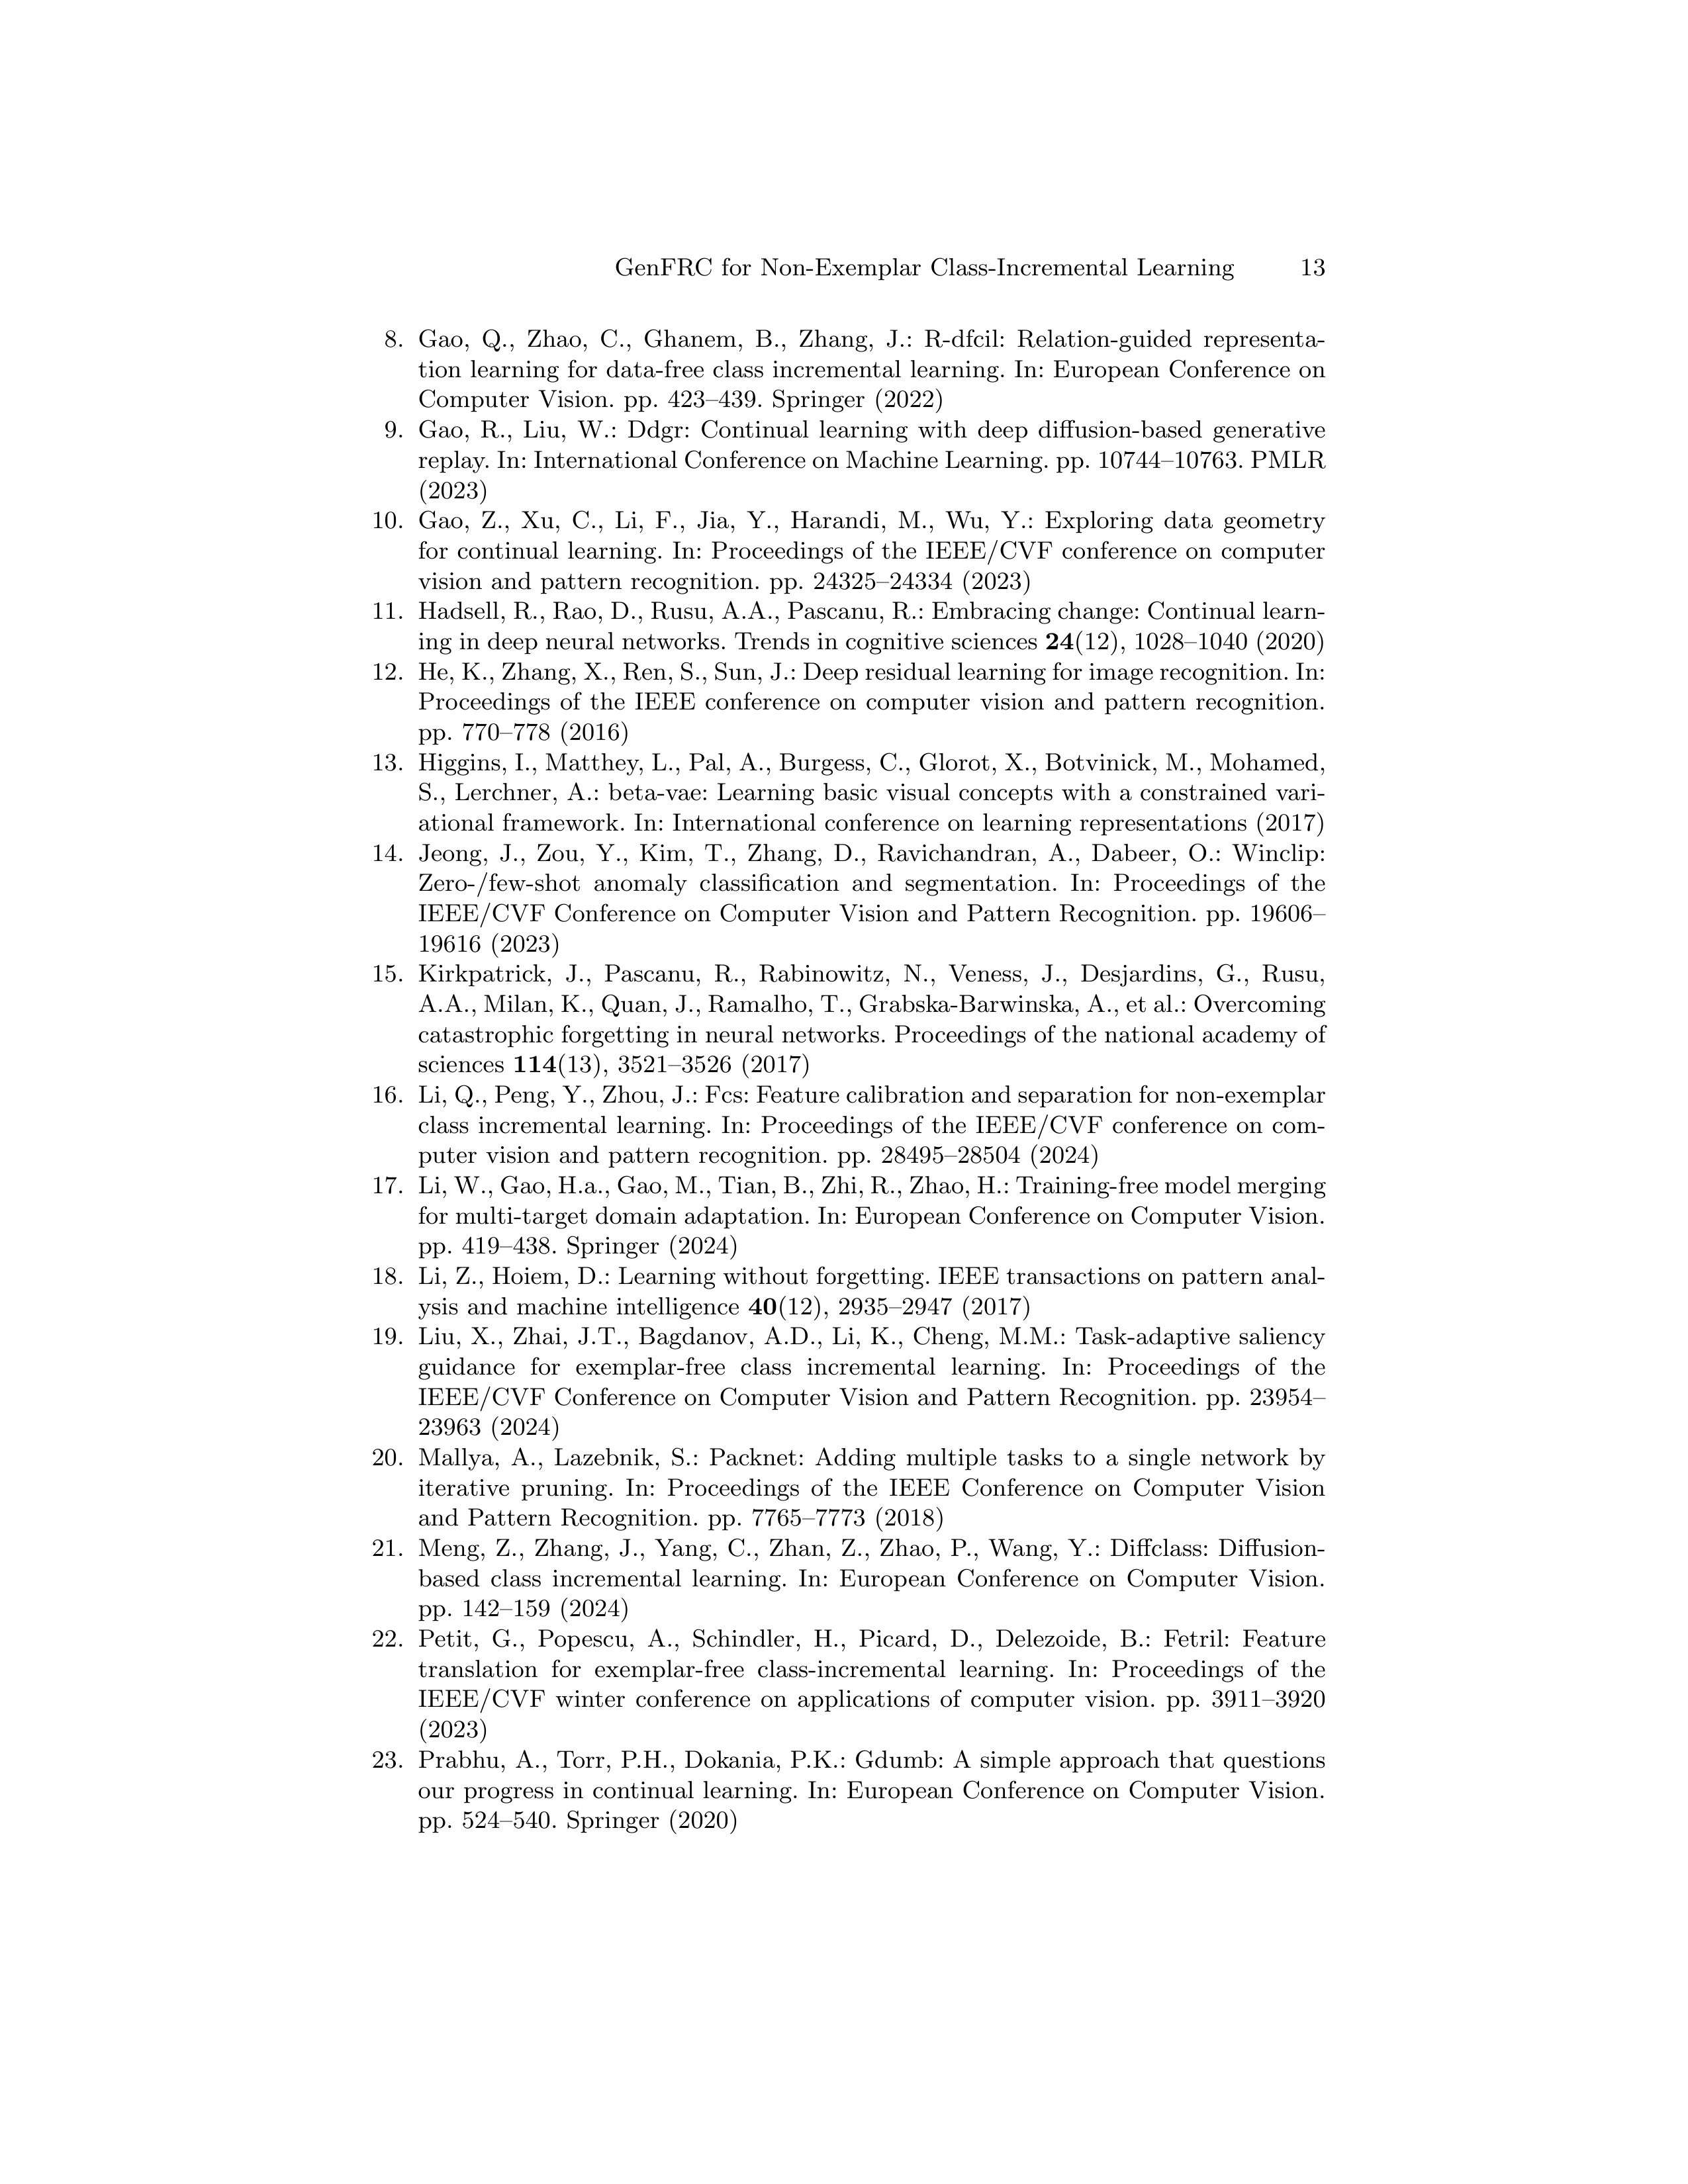 GenFRC for Non-Exemplar Class-Incremental Learning 13
8. Gao, Q., Zhao, C., Ghanem, B., Zhang, J.: R-dfcil: Relation-guided representa-
tion learning for data-free class incremental learning. In: European Conference on
Computer Vision. pp. 423–439. Springer (2022)
9. Gao, R., Liu, W.: Ddgr: Continual learning with deep diffusion-based generative
replay. In: International Conference on Machine Learning. pp. 10744–10763. PMLR
(2023)
10. Gao, Z., Xu, C., Li, F., Jia, Y., Harandi, M., Wu, Y.: Exploring data geometry
for continual learning. In: Proceedings of the IEEE/CVF conference on computer
vision and pattern recognition. pp. 24325–24334 (2023)
11. Hadsell, R., Rao, D., Rusu, A.A., Pascanu, R.: Embracing change: Continual learn-
ing in deep neural networks. Trends in cognitive sciences 24(12), 1028–1040 (2020)
12. He, K., Zhang, X., Ren, S., Sun, J.: Deep residual learning for image recognition. In:
Proceedings of the IEEE conference on computer vision and pattern recognition.
pp. 770–778 (2016)
13. Higgins, I., Matthey, L., Pal, A., Burgess, C., Glorot, X., Botvinick, M., Mohamed,
S., Lerchner, A.: beta-vae: Learning basic visual concepts with a constrained vari-
ational framework. In: International conference on learning representations (2017)
14. Jeong, J., Zou, Y., Kim, T., Zhang, D., Ravichandran, A., Dabeer, O.: Winclip:
Zero-/few-shot anomaly classification and segmentation. In: Proceedings of the
IEEE/CVF Conference on Computer Vision and Pattern Recognition. pp. 19606–
19616 (2023)
15. Kirkpatrick, J., Pascanu, R., Rabinowitz, N., Veness, J., Desjardins, G., Rusu,
A.A., Milan, K., Quan, J., Ramalho, T., Grabska-Barwinska, A., et al.: Overcoming
catastrophic forgetting in neural networks. Proceedings of the national academy of
sciences 114(13), 3521–3526 (2017)
16. Li, Q., Peng, Y., Zhou, J.: Fcs: Feature calibration and separation for non-exemplar
class incremental learning. In: Proceedings of the IEEE/CVF conference on com-
puter vision and pattern recognition. pp. 28495–28504 (2024)
17. Li, W., Gao, H.a., Gao, M., Tian, B., Zhi, R., Zhao, H.: Training-free model merging
for multi-target domain adaptation. In: European Conference on Computer Vision.
pp. 419–438. Springer (2024)
18. Li, Z., Hoiem, D.: Learning without forgetting. IEEE transactions on pattern anal-
ysis and machine intelligence 40(12), 2935–2947 (2017)
19. Liu, X., Zhai, J.T., Bagdanov, A.D., Li, K., Cheng, M.M.: Task-adaptive saliency
guidance for exemplar-free class incremental learning. In: Proceedings of the
IEEE/CVF Conference on Computer Vision and Pattern Recognition. pp. 23954–
23963 (2024)
20. Mallya, A., Lazebnik, S.: Packnet: Adding multiple tasks to a single network by
iterative pruning. In: Proceedings of the IEEE Conference on Computer Vision
and Pattern Recognition. pp. 7765–7773 (2018)
21. Meng, Z., Zhang, J., Yang, C., Zhan, Z., Zhao, P., Wang, Y.: Diffclass: Diffusion-
based class incremental learning. In: European Conference on Computer Vision.
pp. 142–159 (2024)
22. Petit, G., Popescu, A., Schindler, H., Picard, D., Delezoide, B.: Fetril: Feature
translation for exemplar-free class-incremental learning. In: Proceedings of the
IEEE/CVF winter conference on applications of computer vision. pp. 3911–3920
(2023)
23. Prabhu, A., Torr, P.H., Dokania, P.K.: Gdumb: A simple approach that questions
our progress in continual learning. In: European Conference on Computer Vision.
pp. 524–540. Springer (2020)